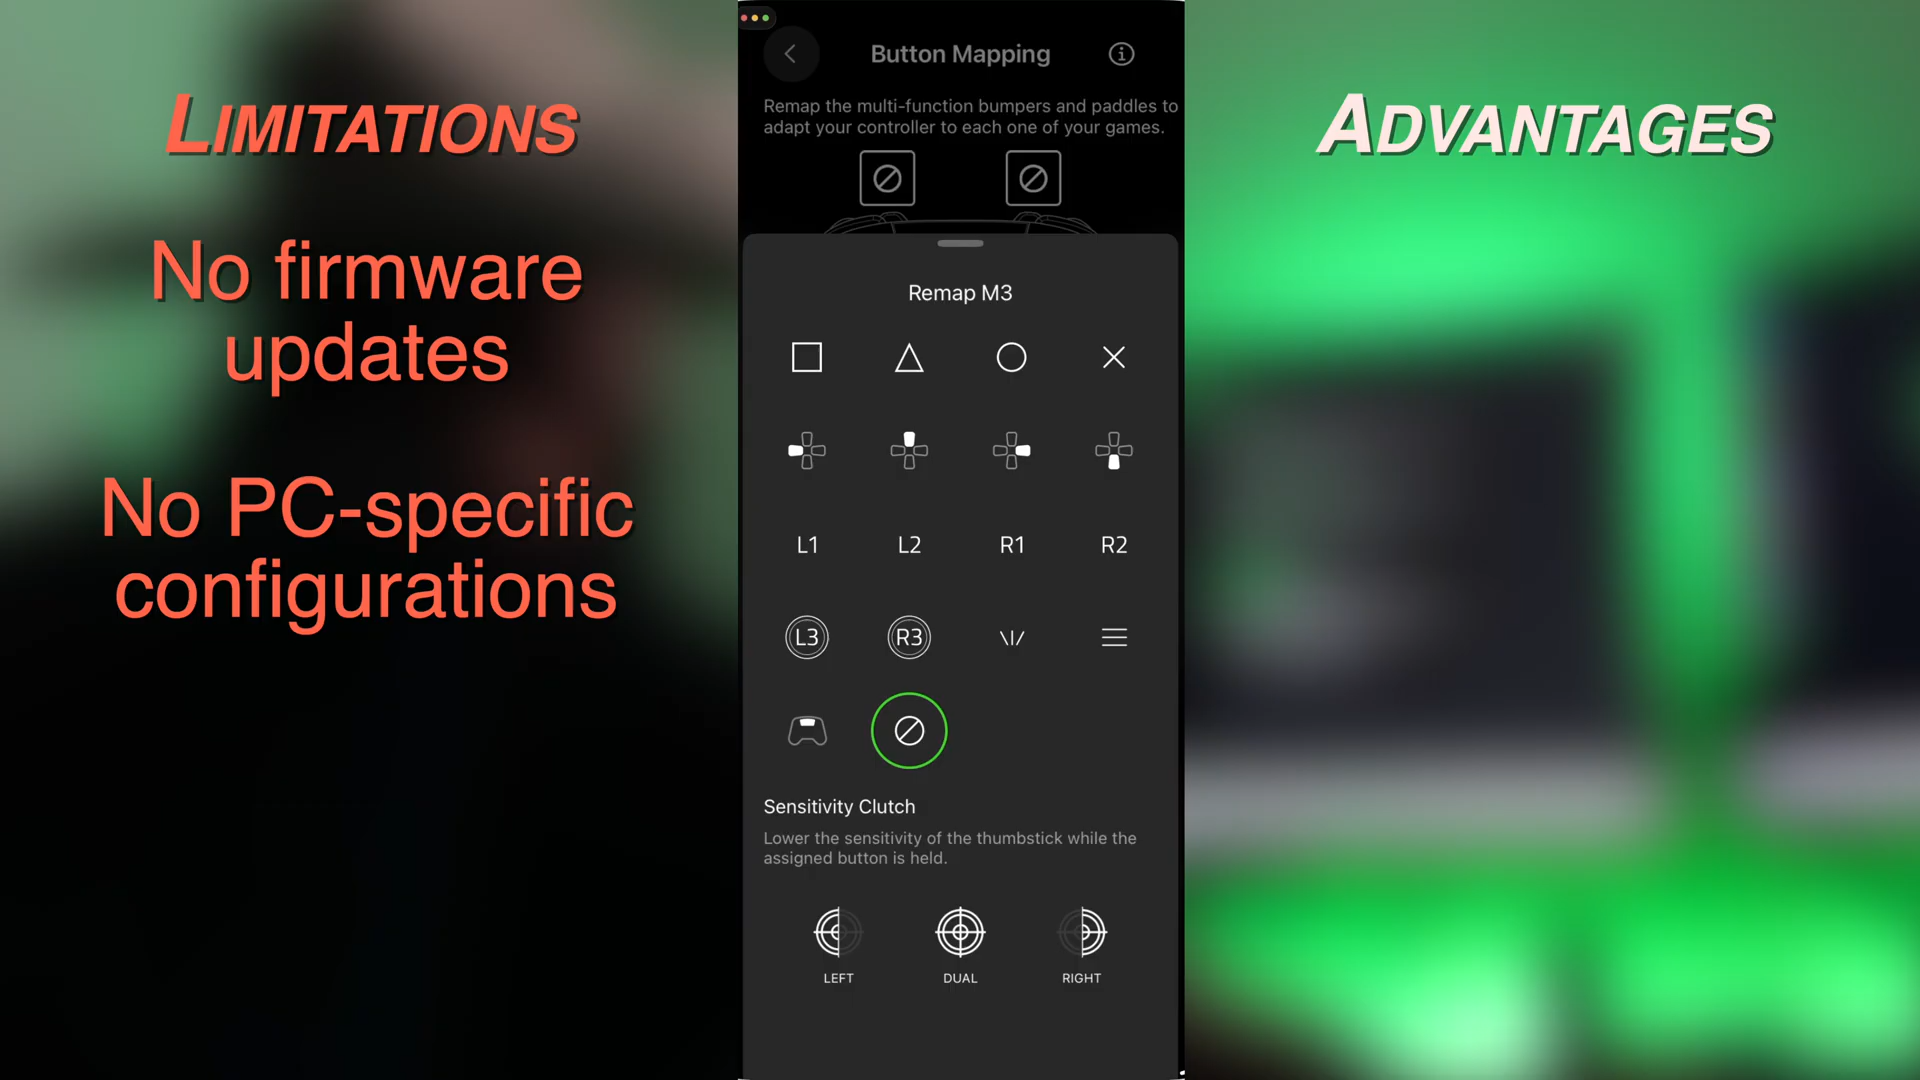 LIMITATIONS
No firmware
updates
No PC-specific
configurations
Button Mapping
Remap the multi-function bumpers and paddles to
adapt your controller to each one of your games.
Remap M3
L1 L2 R1 R2
L3 R3
Sensitivity Clutch
Lower the sensitivity of the thumbstick while the
assigned button is held.
LEFT DUAL RIGHT
ADVANTAGES